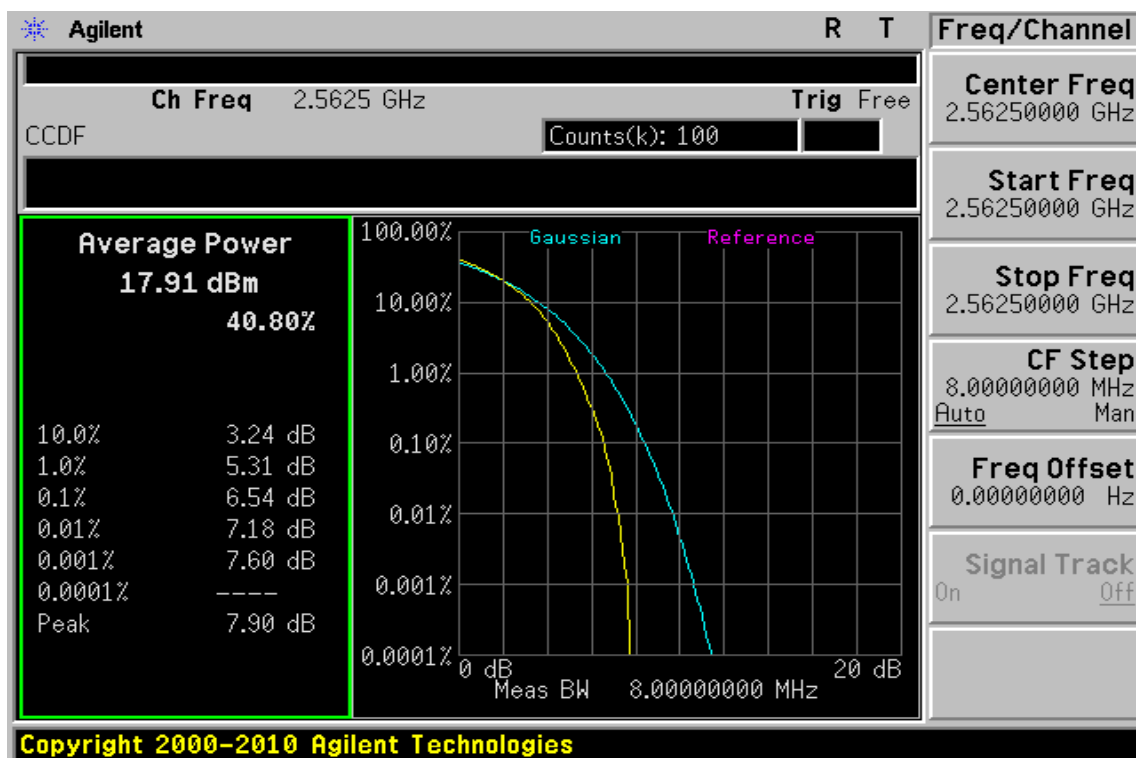 Agilent R T Freq/Channel
Ch Freq 2.5625 GHz Trig Free
CCDF Counts(k): 100
Center Freq
2.56250000 GHz
Start Freq
2.56250000 GHz
Stop Freq
2.56250000 GHz
CF Step
8.00000000 MHz
Auto Man
Freq Offset
0.00000000 Hz
Signal Track
On Off
Average Power
17.91 dBm
40.80%
10.0% 3.24 dB
1.0% 5.31 dB
0.1% 6.54 dB
0.01% 7.18 dB
0.001% 7.60 dB
0.0001% ----
Peak 7.90 dB
Gaussian Reference
100.00%
10.00%
1.00%
0.10%
0.01%
0.001%
0.0001%
0 dB 20 dB
Meas BW 8.00000000 MHz
Copyright 2000-2010 Agilent Technologies